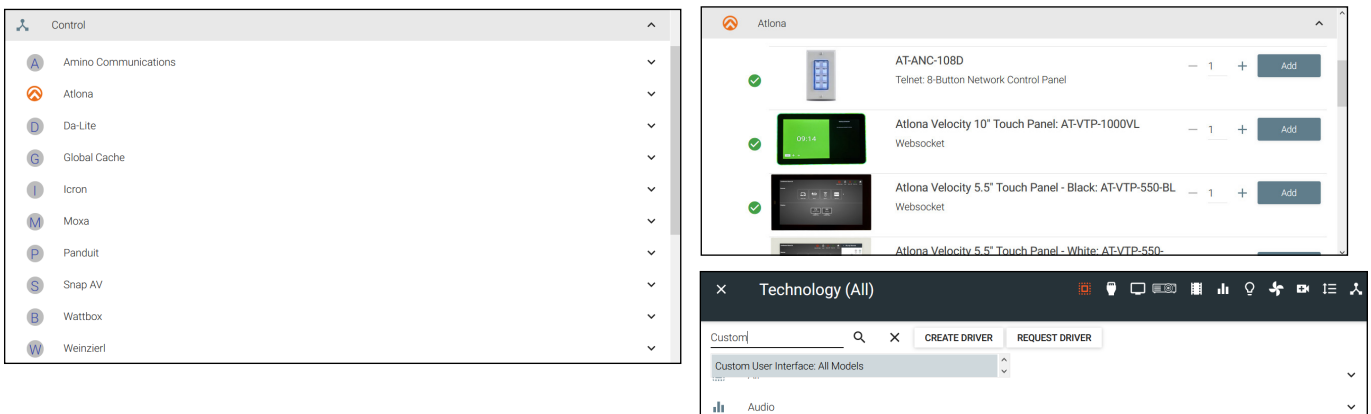 Control
A Amino Communications
Atlona
D Da-Lite
G Global Cache
I Icron
M Moxa
P Panduit
S Snap AV
B Wattbox
W Weinzierl
Atlona
AT-ANC-108D
Telnet: 8-Button Network Control Panel
1 Add
Atlona Velocity 10" Touch Panel: AT-VTP-1000VL
Websocket
09:14
1 Add
Atlona Velocity 5.5" Touch Panel - Black: AT-VTP-550-BL
Websocket
1 Add
Atlona Velocity 5.5" Touch Panel - White: AT-VTP-550-
Technology (All)
Custom CREATE DRIVER REQUEST DRIVER
Custom User Interface: All Models
Audio